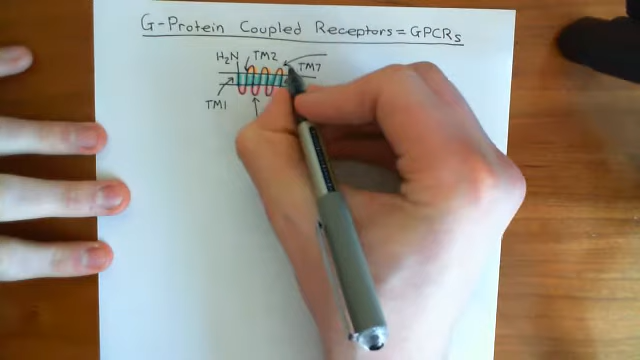 G-Protein Coupled Receptors = GPCRs
H₂N TM2
TM7
TM1